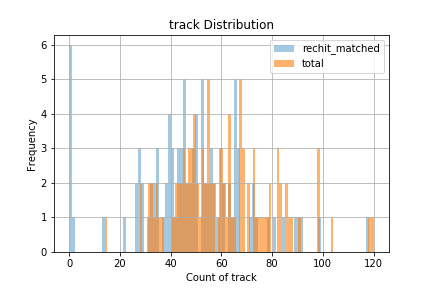 track Distribution
rechit_matched
total
6
5
4
3
2
1
0
Frequency
0 20 40 60 80 100 120
Count of track